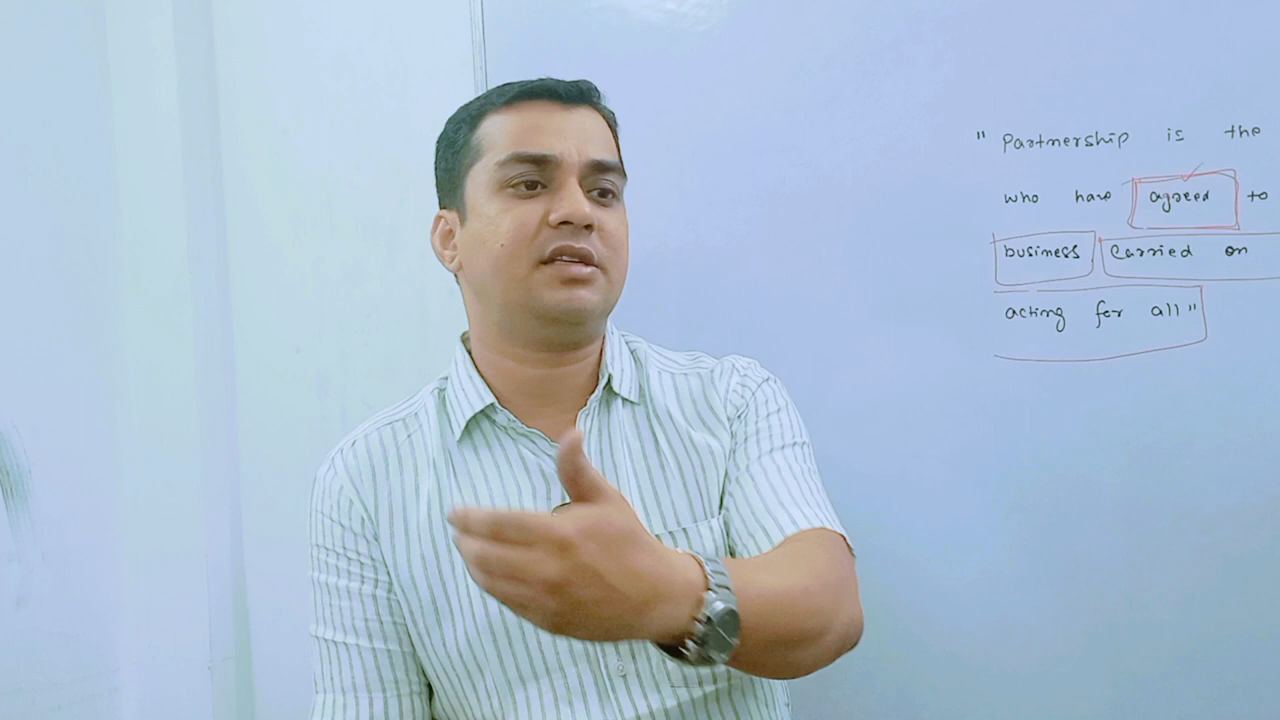 " Partnership is the
who have agreed to
business Carried on
acting for all"